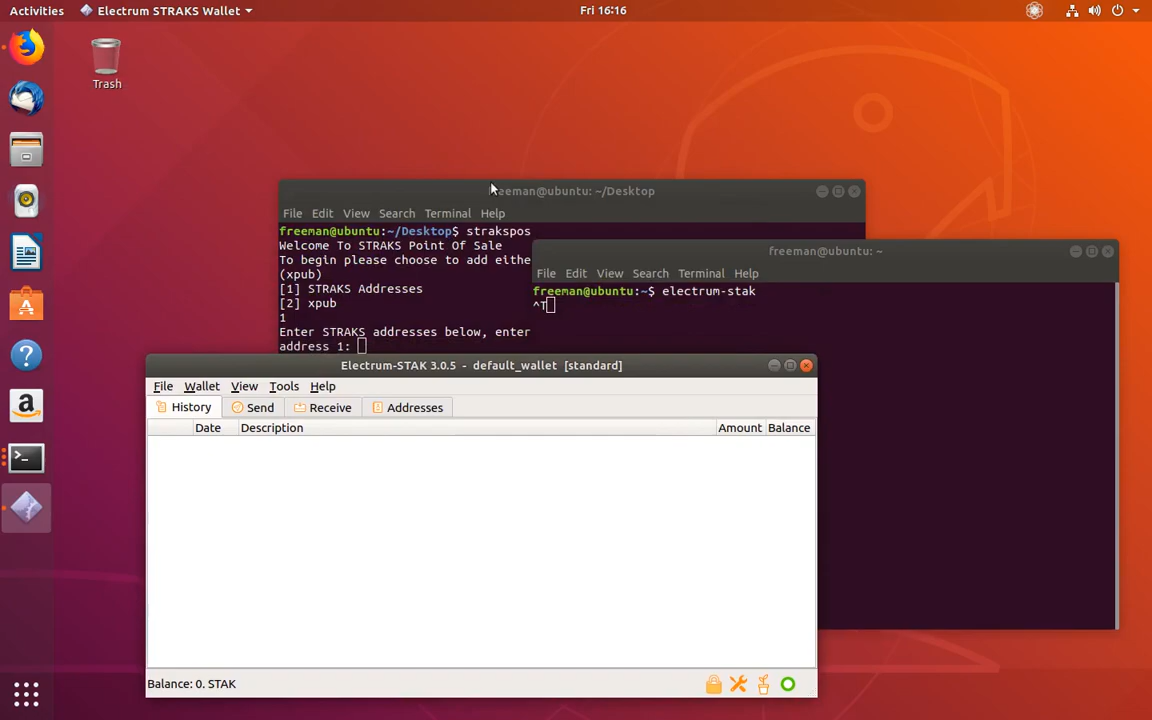 Activities Electrum STRAKS Wallet Fri 16:16
Trash
freeman@ubuntu: ~/Desktop
File Edit View Search Terminal Help
freeman@ubuntu:~/Desktop$ strakspos
Welcome To STRAKS Point Of Sale
To begin please choose to add eithe
(xpub)
[1] STRAKS Addresses
[2] xpub
1
Enter STRAKS addresses below, enter
address 1:
freeman@ubuntu: ~
File Edit View Search Terminal Help
freeman@ubuntu:~$ electrum-stak
^T
Electrum-STAK 3.0.5 - default_wallet [standard]
File Wallet View Tools Help
History Send Receive Addresses
Date Description Amount Balance
Balance: 0. STAK